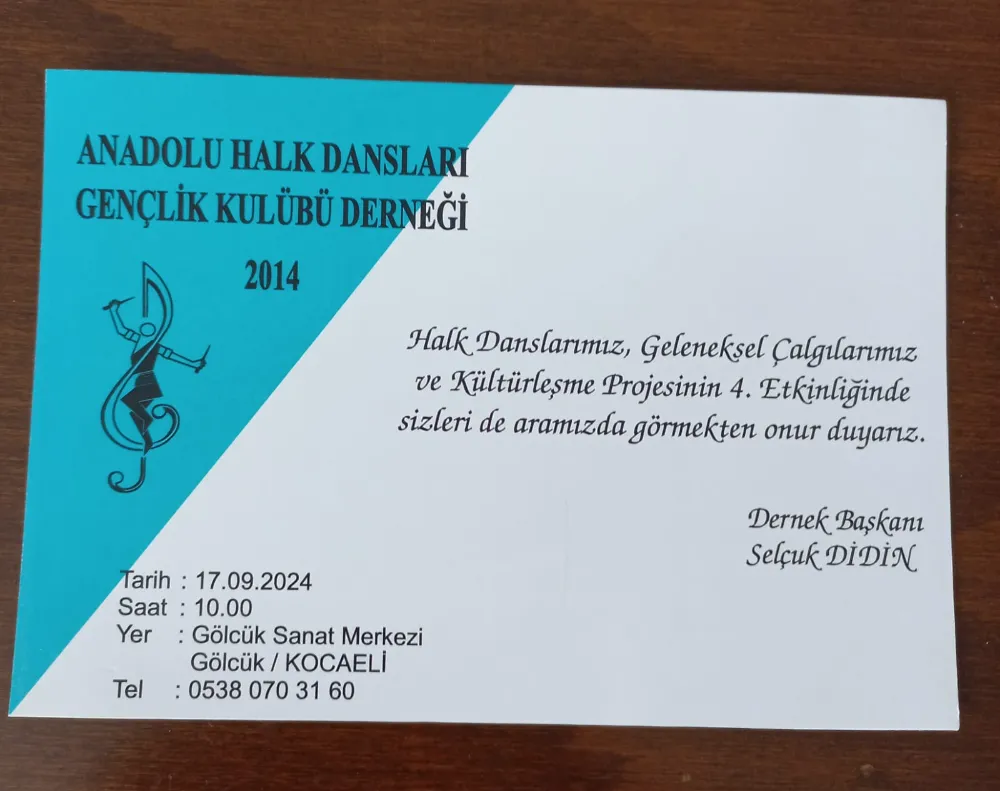 ANADOLU HALK DANSLARI
GENÇLİK KULÜBÜ DERNEĞİ
2014
Halk Danslarımız, Geleneksel Çalgılarımız
ve Kültürleşme Projesinin 4. Etkinliğinde
sizleri de aramızda görmekten onur duyarız.
Dernek Başkanı
Selçuk DİDİN
Tarih : 17.09.2024
Saat : 10.00
Yer : Gölcük Sanat Merkezi
Gölcük / KOCAELİ
Tel : 0538 070 31 60